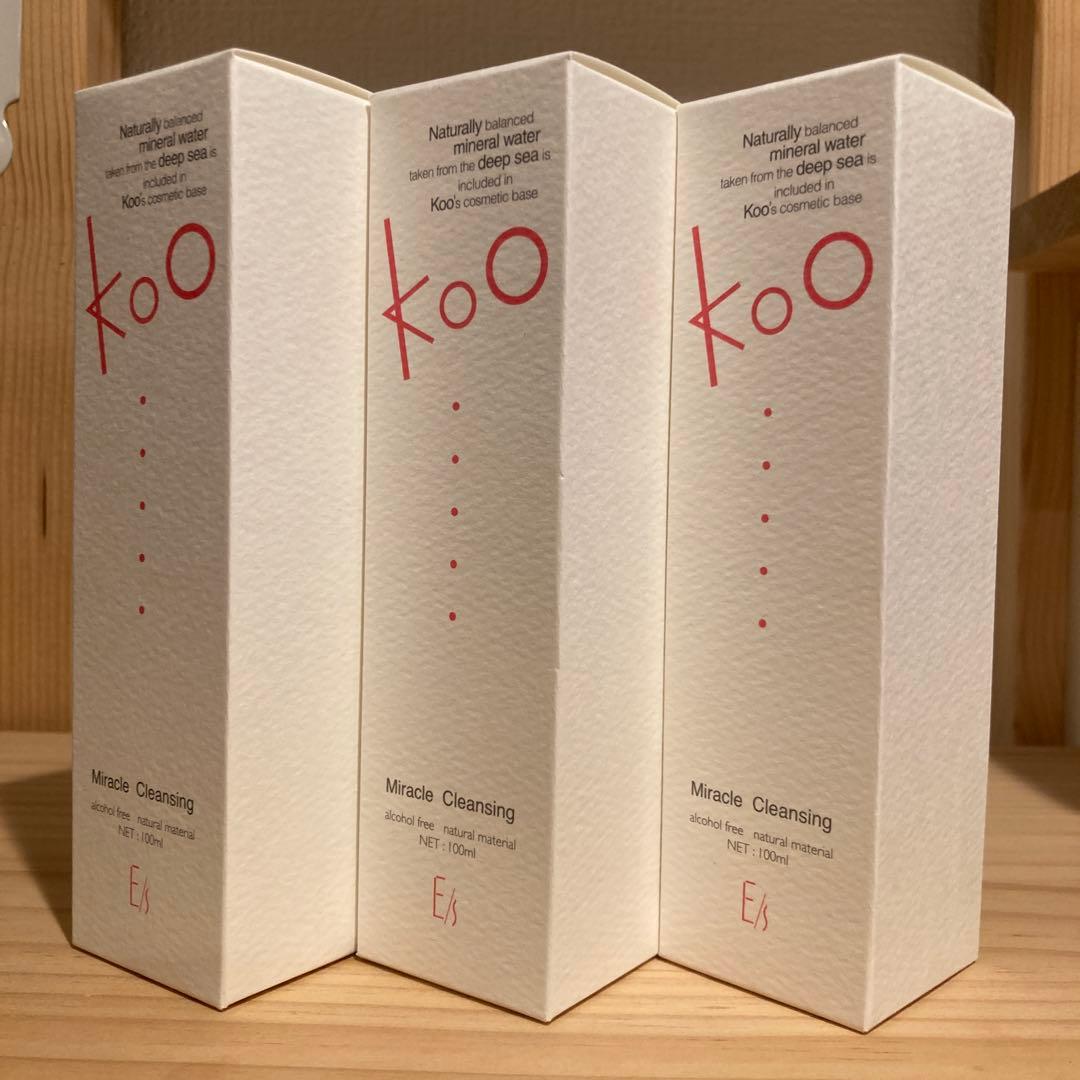 Naturally balanced
mineral water
taken from the deep sea is
included in
Koo's cosmetic base
Koo
Miracle Cleansing
alcohol free natural material
NET : 100ml
E/s
Naturally balanced
mineral water
taken from the deep sea is
included in
Koo's cosmetic base
Koo
Miracle Cleansing
alcohol free natural material
NET : 100ml
E/s
Naturally balanced
mineral water
taken from the deep sea is
included in
Koo's cosmetic base
Koo
Miracle Cleansing
alcohol free natural material
NET : 100ml
E/s